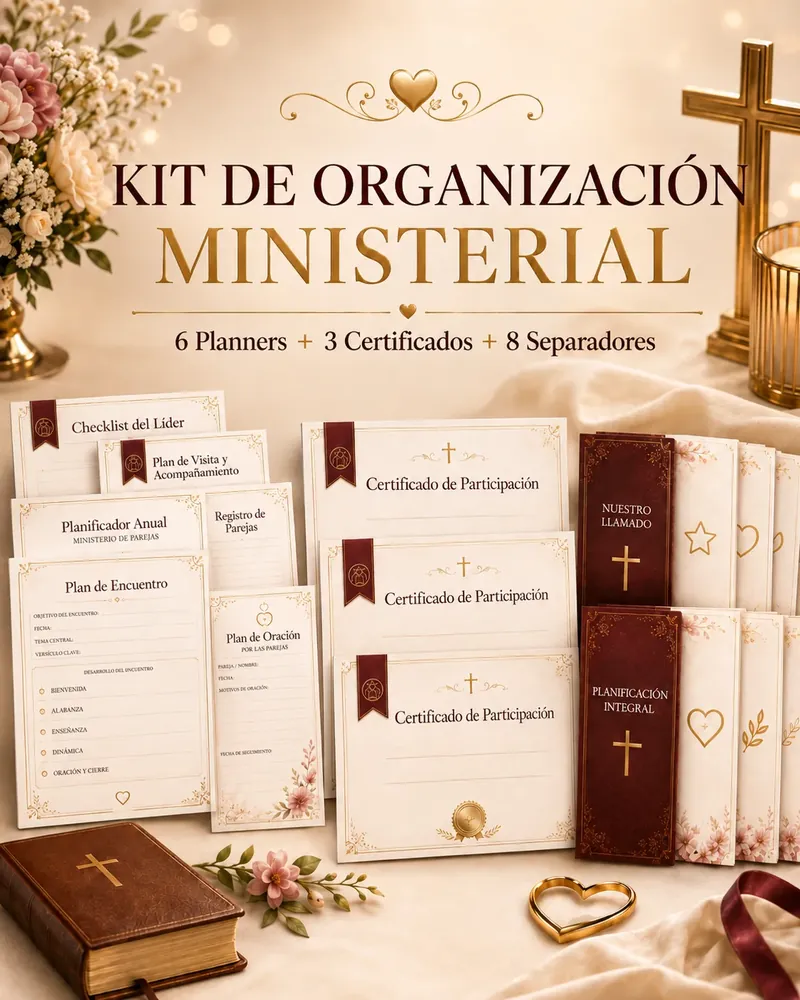 KIT DE ORGANIZACIÓN
MINISTERIAL
6 Planners + 3 Certificados + 8 Separadores
Checklist del Líder
Plan de Visita y
Acompañamiento
Planificador Anual
MINISTERIO DE PAREJAS
Registro de
Parejas
Plan de Encuentro
OBJETIVO DEL ENCUENTRO:
FECHA:
TEMA CENTRAL:
VERSÍCULO CLAVE:
DESARROLLO DEL ENCUENTRO
BIENVENIDA
ALABANZA
ENSEÑANZA
DINÁMICA
ORACIÓN Y CIERRE
Plan de Oración
POR LAS PAREJAS
PAREJA / NOMBRE:
FECHA:
MOTIVOS DE ORACIÓN:
FECHA DE SEGUIMIENTO:
Certificado de Participación
Certificado de Participación
Certificado de Participación
NUESTRO
LLAMADO
PLANIFICACIÓN
INTEGRAL